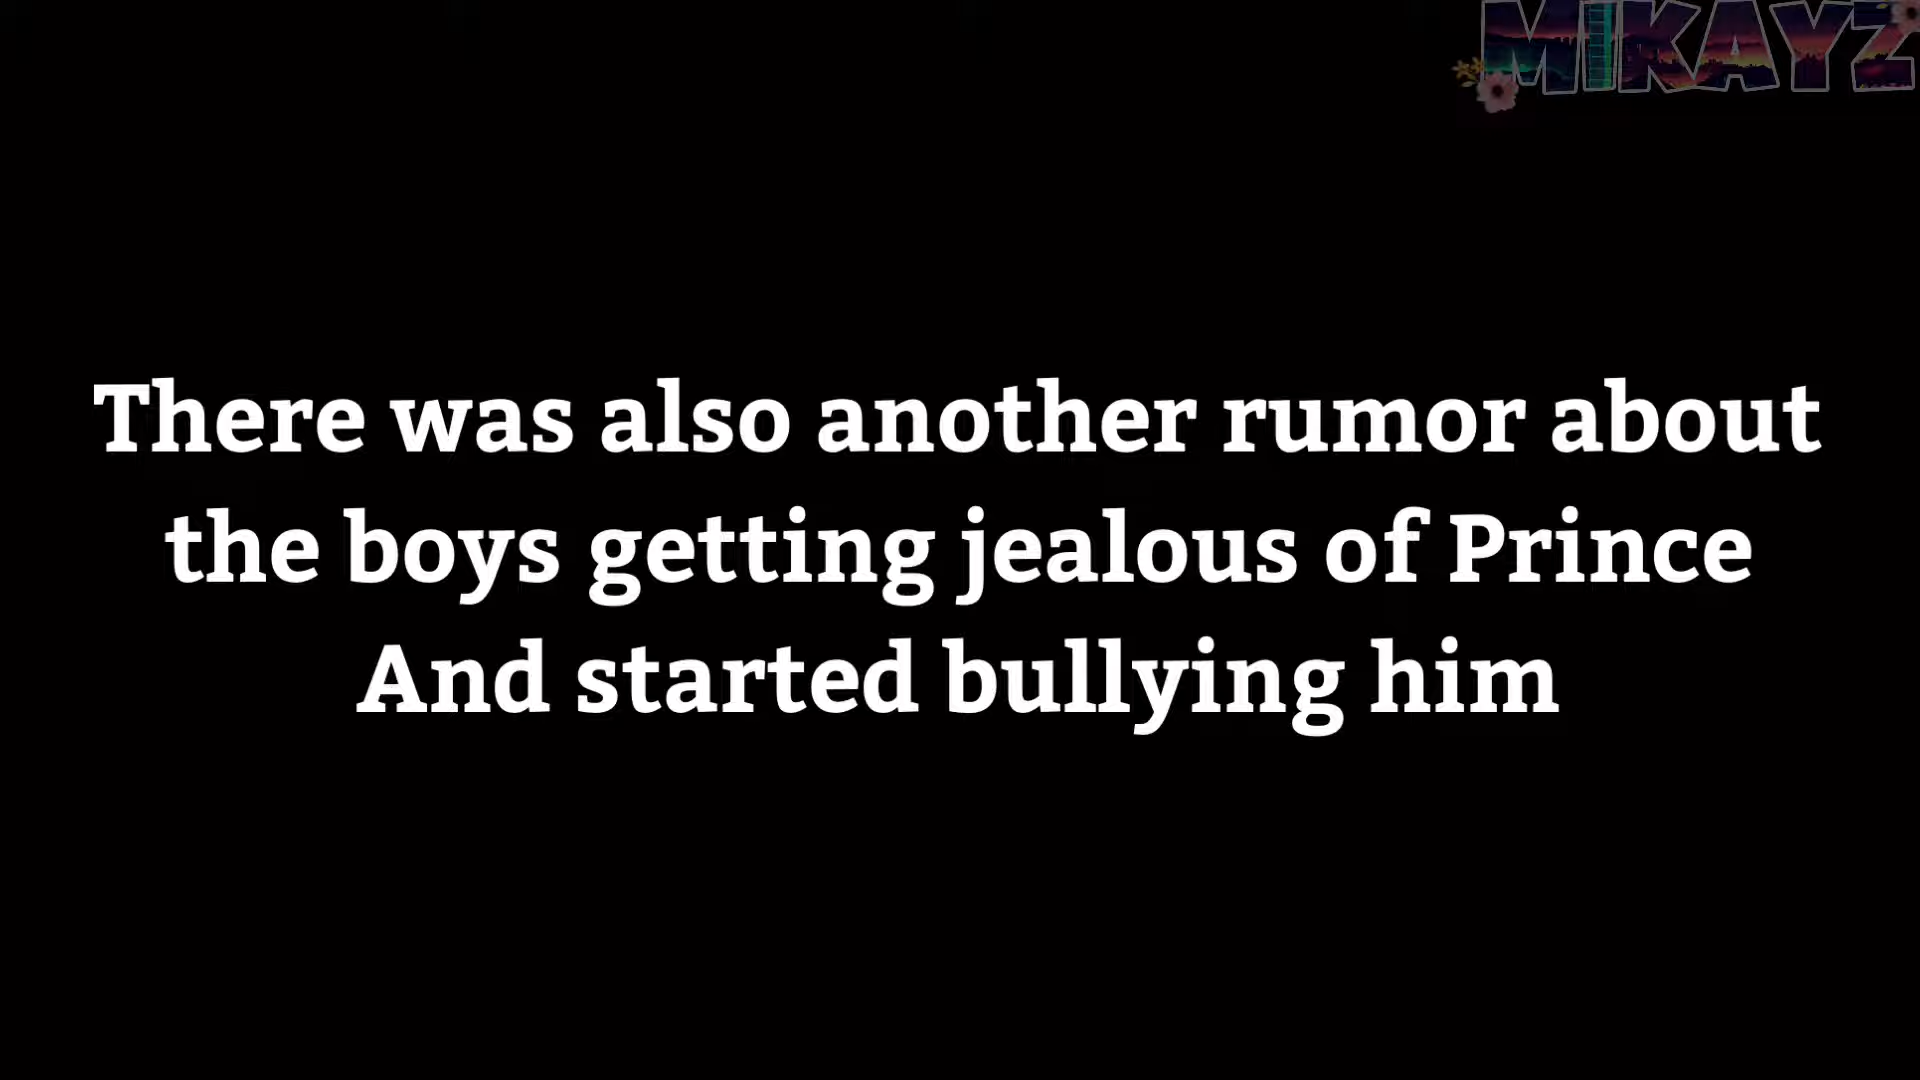 MIKAYZ
There was also another rumor about
the boys getting jealous of Prince
And started bullying him